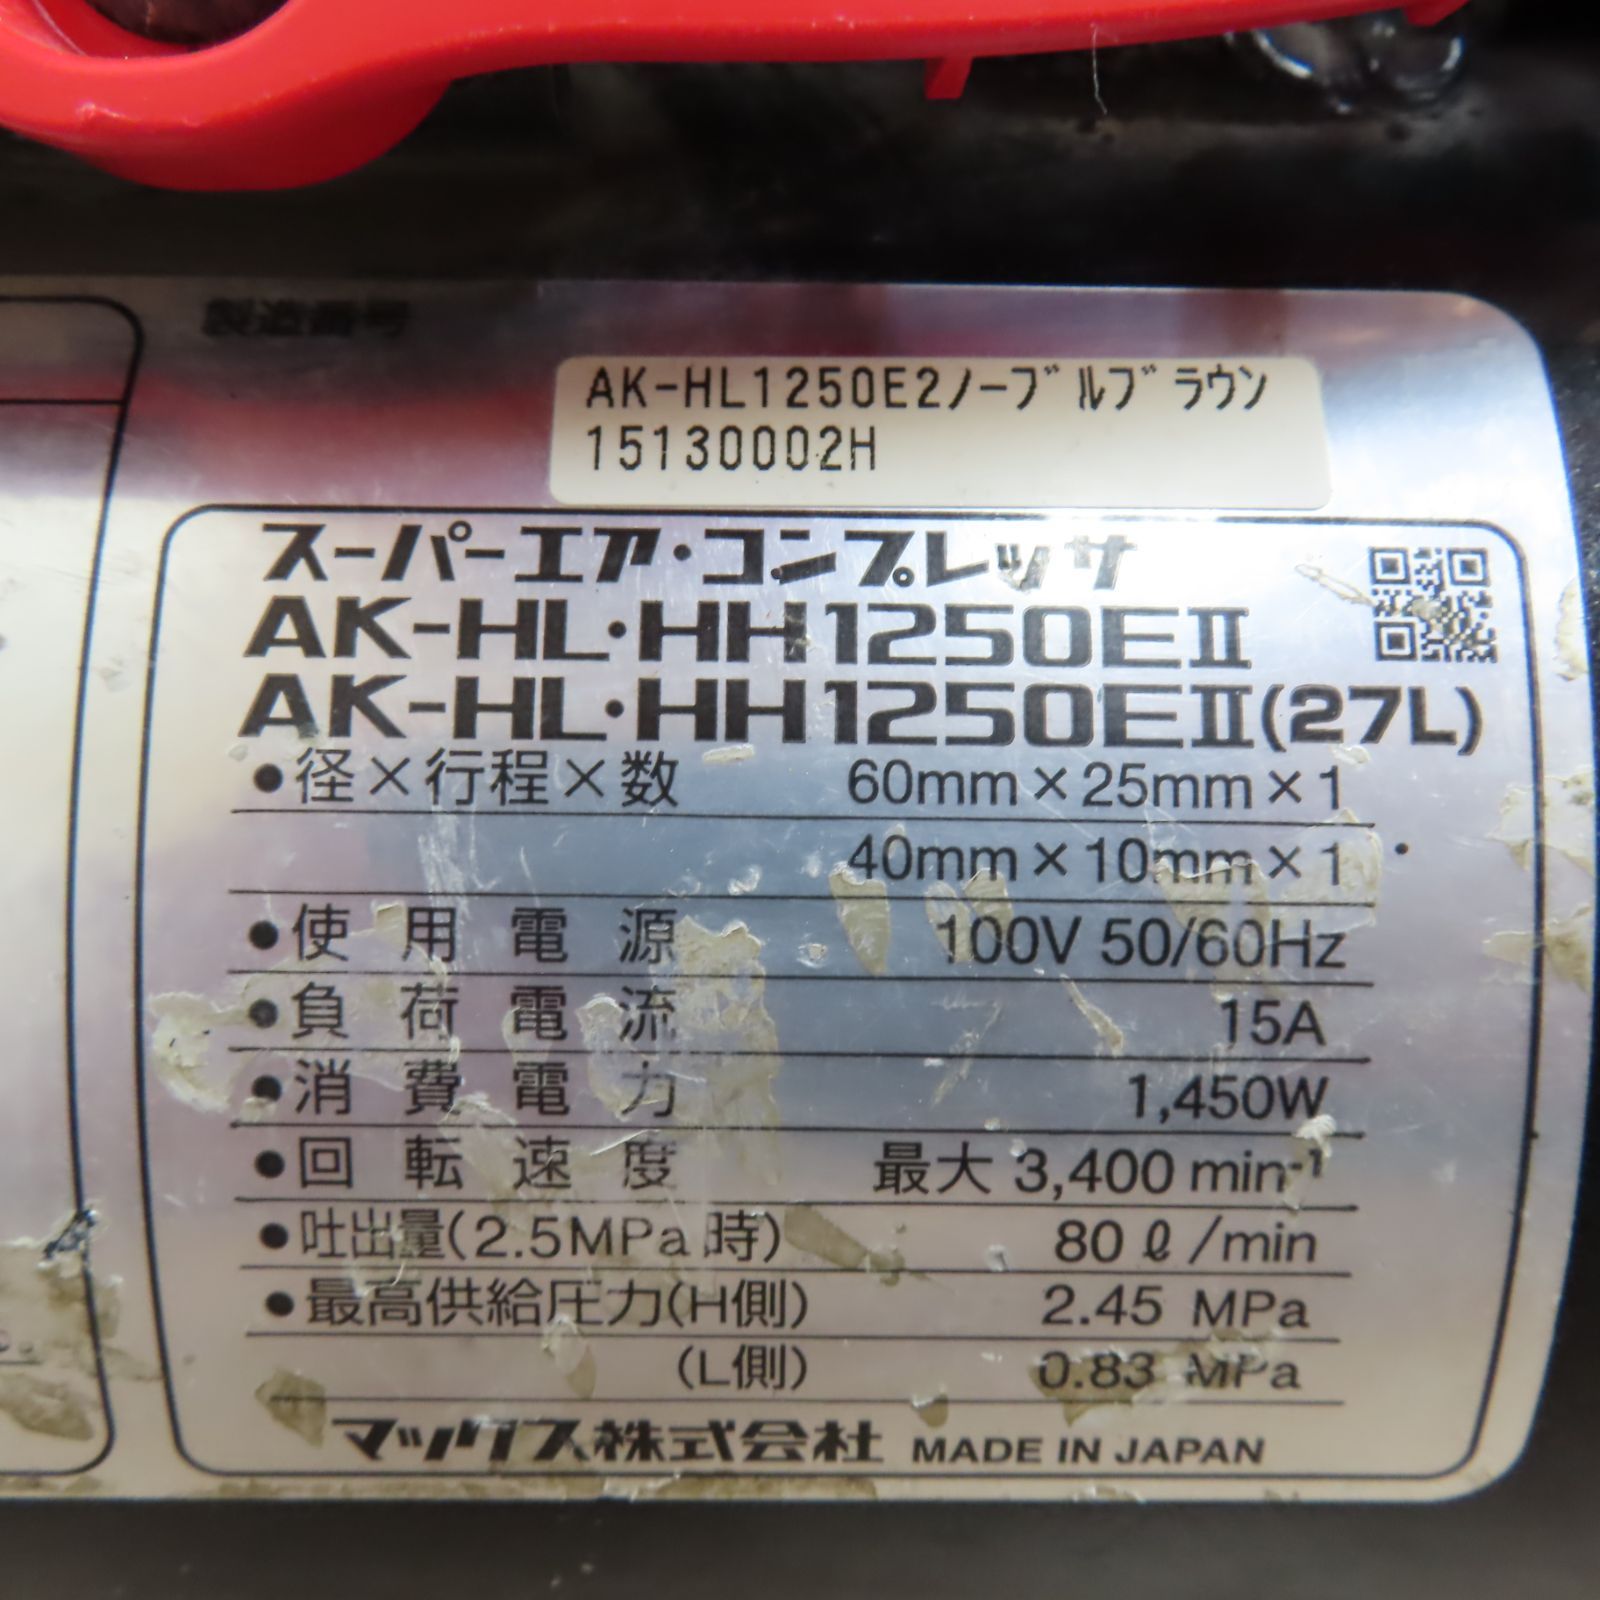 製造番号
AK-HL1250E2ノーブルブラウン
15130002H
スーパーエア・コンプレッサ
AK-HL・HH1250EⅡ
AK-HL・HH1250EⅡ(27L)
●径×行程×数 60mm×25mm×1
40mm×10mm×1
●使用電源 100V 50/60Hz
●負荷電流 15A
●消費電力 1,450W
●回転速度 最大 3,400 min⁻¹
●吐出量(2.5MPa時) 80ℓ/min
●最高供給圧力(H側) 2.45 MPa
(L側) 0.83 MPa
マックス株式会社 MADE IN JAPAN